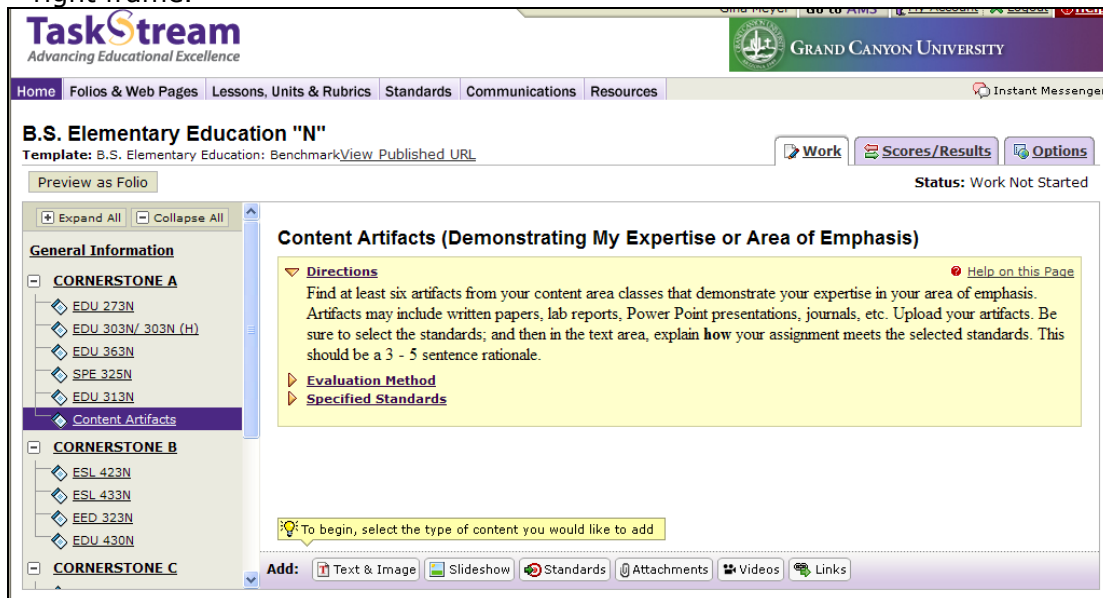 right frame.
Gina Meyer Go to AMS My Account Logout Help
TaskStream
Advancing Educational Excellence
GRAND CANYON UNIVERSITY
Home Folios & Web Pages Lessons, Units & Rubrics Standards Communications Resources Instant Messenger
B.S. Elementary Education "N"
Template: B.S. Elementary Education: BenchmarkView Published URL
Work Scores/Results Options
Preview as Folio
Status: Work Not Started
Expand All Collapse All
General Information
CORNERSTONE A
EDU 273N
EDU 303N/ 303N (H)
EDU 363N
SPE 325N
EDU 313N
Content Artifacts
CORNERSTONE B
ESL 423N
ESL 433N
EED 323N
EDU 430N
CORNERSTONE C
Content Artifacts (Demonstrating My Expertise or Area of Emphasis)
Directions
Help on this Page
Find at least six artifacts from your content area classes that demonstrate your expertise in your area of emphasis.
Artifacts may include written papers, lab reports, Power Point presentations, journals, etc. Upload your artifacts. Be
sure to select the standards; and then in the text area, explain how your assignment meets the selected standards. This
should be a 3 - 5 sentence rationale.
Evaluation Method
Specified Standards
To begin, select the type of content you would like to add
Add: Text & Image Slideshow Standards Attachments Videos Links